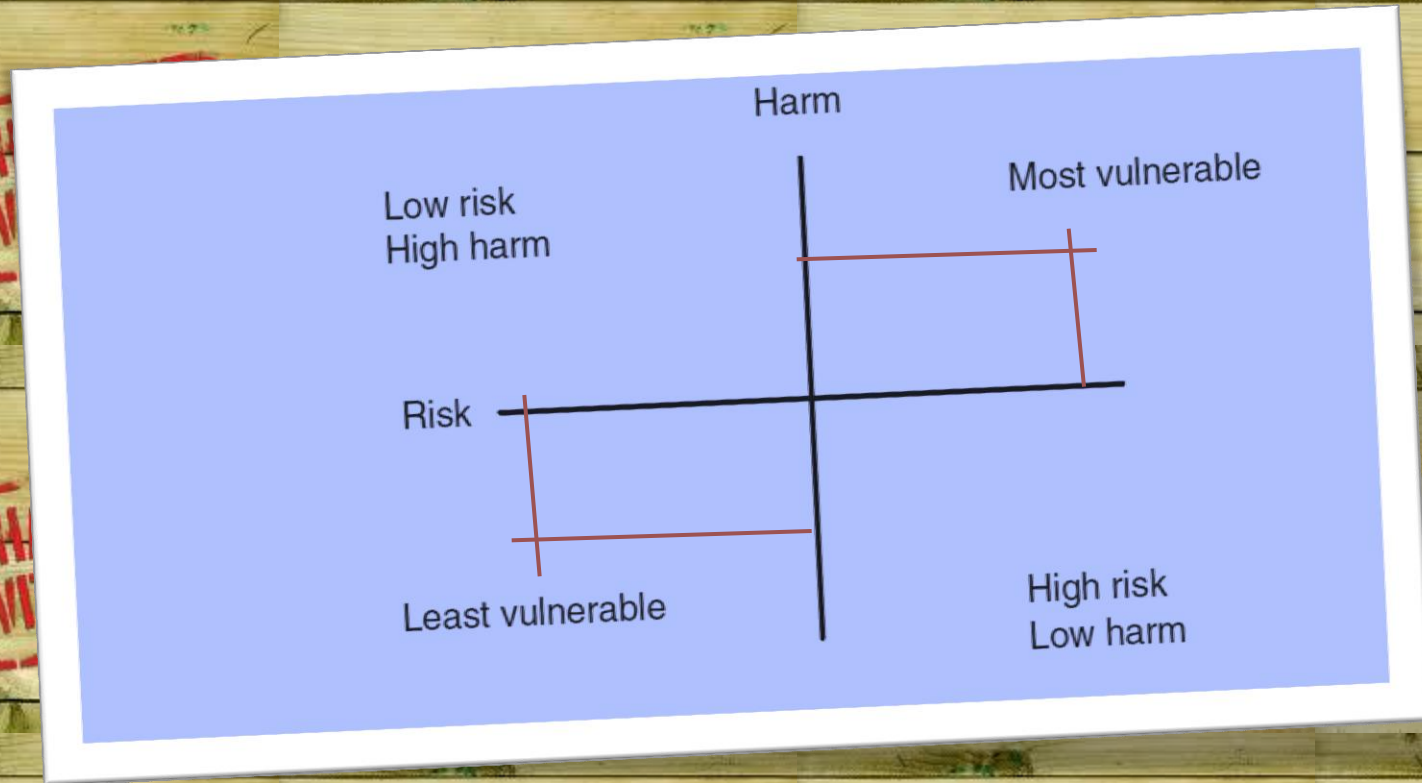 Harm
Most vulnerable
Low risk
High harm
Risk
Least vulnerable
High risk
Low harm